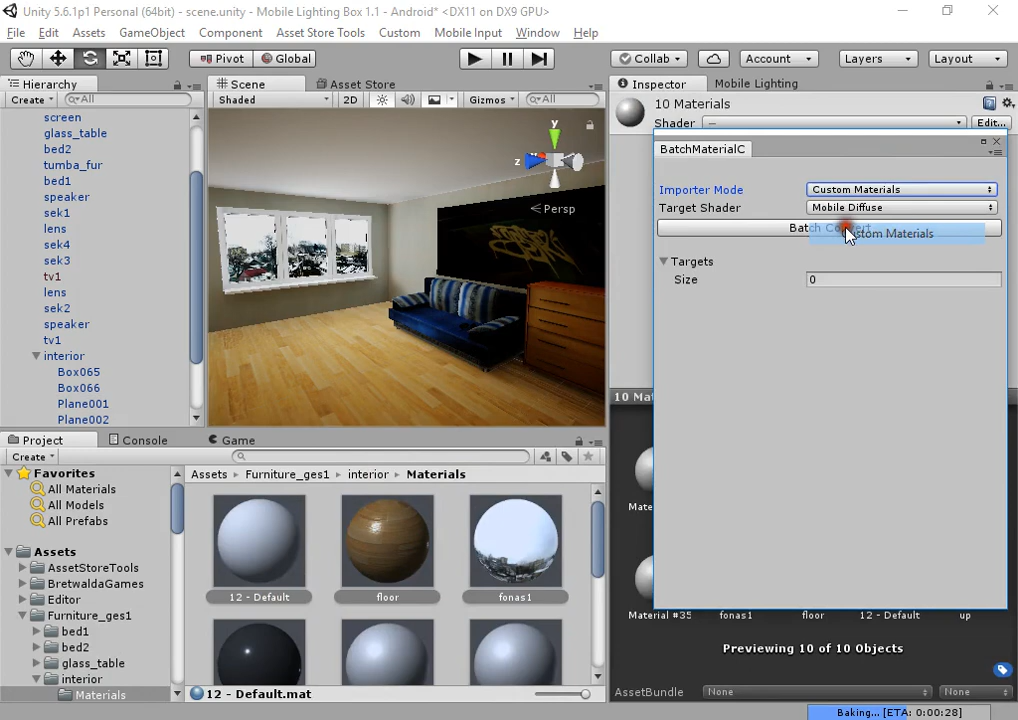 Unity 5.6.1p1 Personal (64bit) - scene.unity - Mobile Lighting Box 1.1 - Android* <DX11 on DX9 GPU>
File Edit Assets GameObject Component Asset Store Tools Custom Mobile Input Window Help
Pivot Global Collab Account Layers Layout
Hierarchy
Create All
screen
glass_table
bed2
tumba_fur
bed1
speaker
sek1
lens
sek4
sek3
tv1
lens
sek2
speaker
tv1
interior
Box065
Box066
Plane001
Plane002
Scene Asset Store
Shaded 2D Gizmos All
y
z
Persp
Inspector Mobile Lighting
10 Materials
Shader — Edit...
BatchMaterialC
Importer Mode Custom Materials
Target Shader Mobile Diffuse
Batch
Materials
Targets
Size 0
10 Mat
Mate
Material #35 floor 12 - Default up
Previewing 10 of 10 Objects
AssetBundle None None
Project Console Game
Create
Favorites
All Materials
All Models
All Prefabs
Assets
AssetStoreTools
BretwaldaGames
Editor
Furniture_ges1
bed1
bed2
glass_table
interior
Materials
Assets Furniture_ges1 interior Materials
12 - Default floor fonas1
12 - Default.mat
Baking... [ETA: 0:00:28]